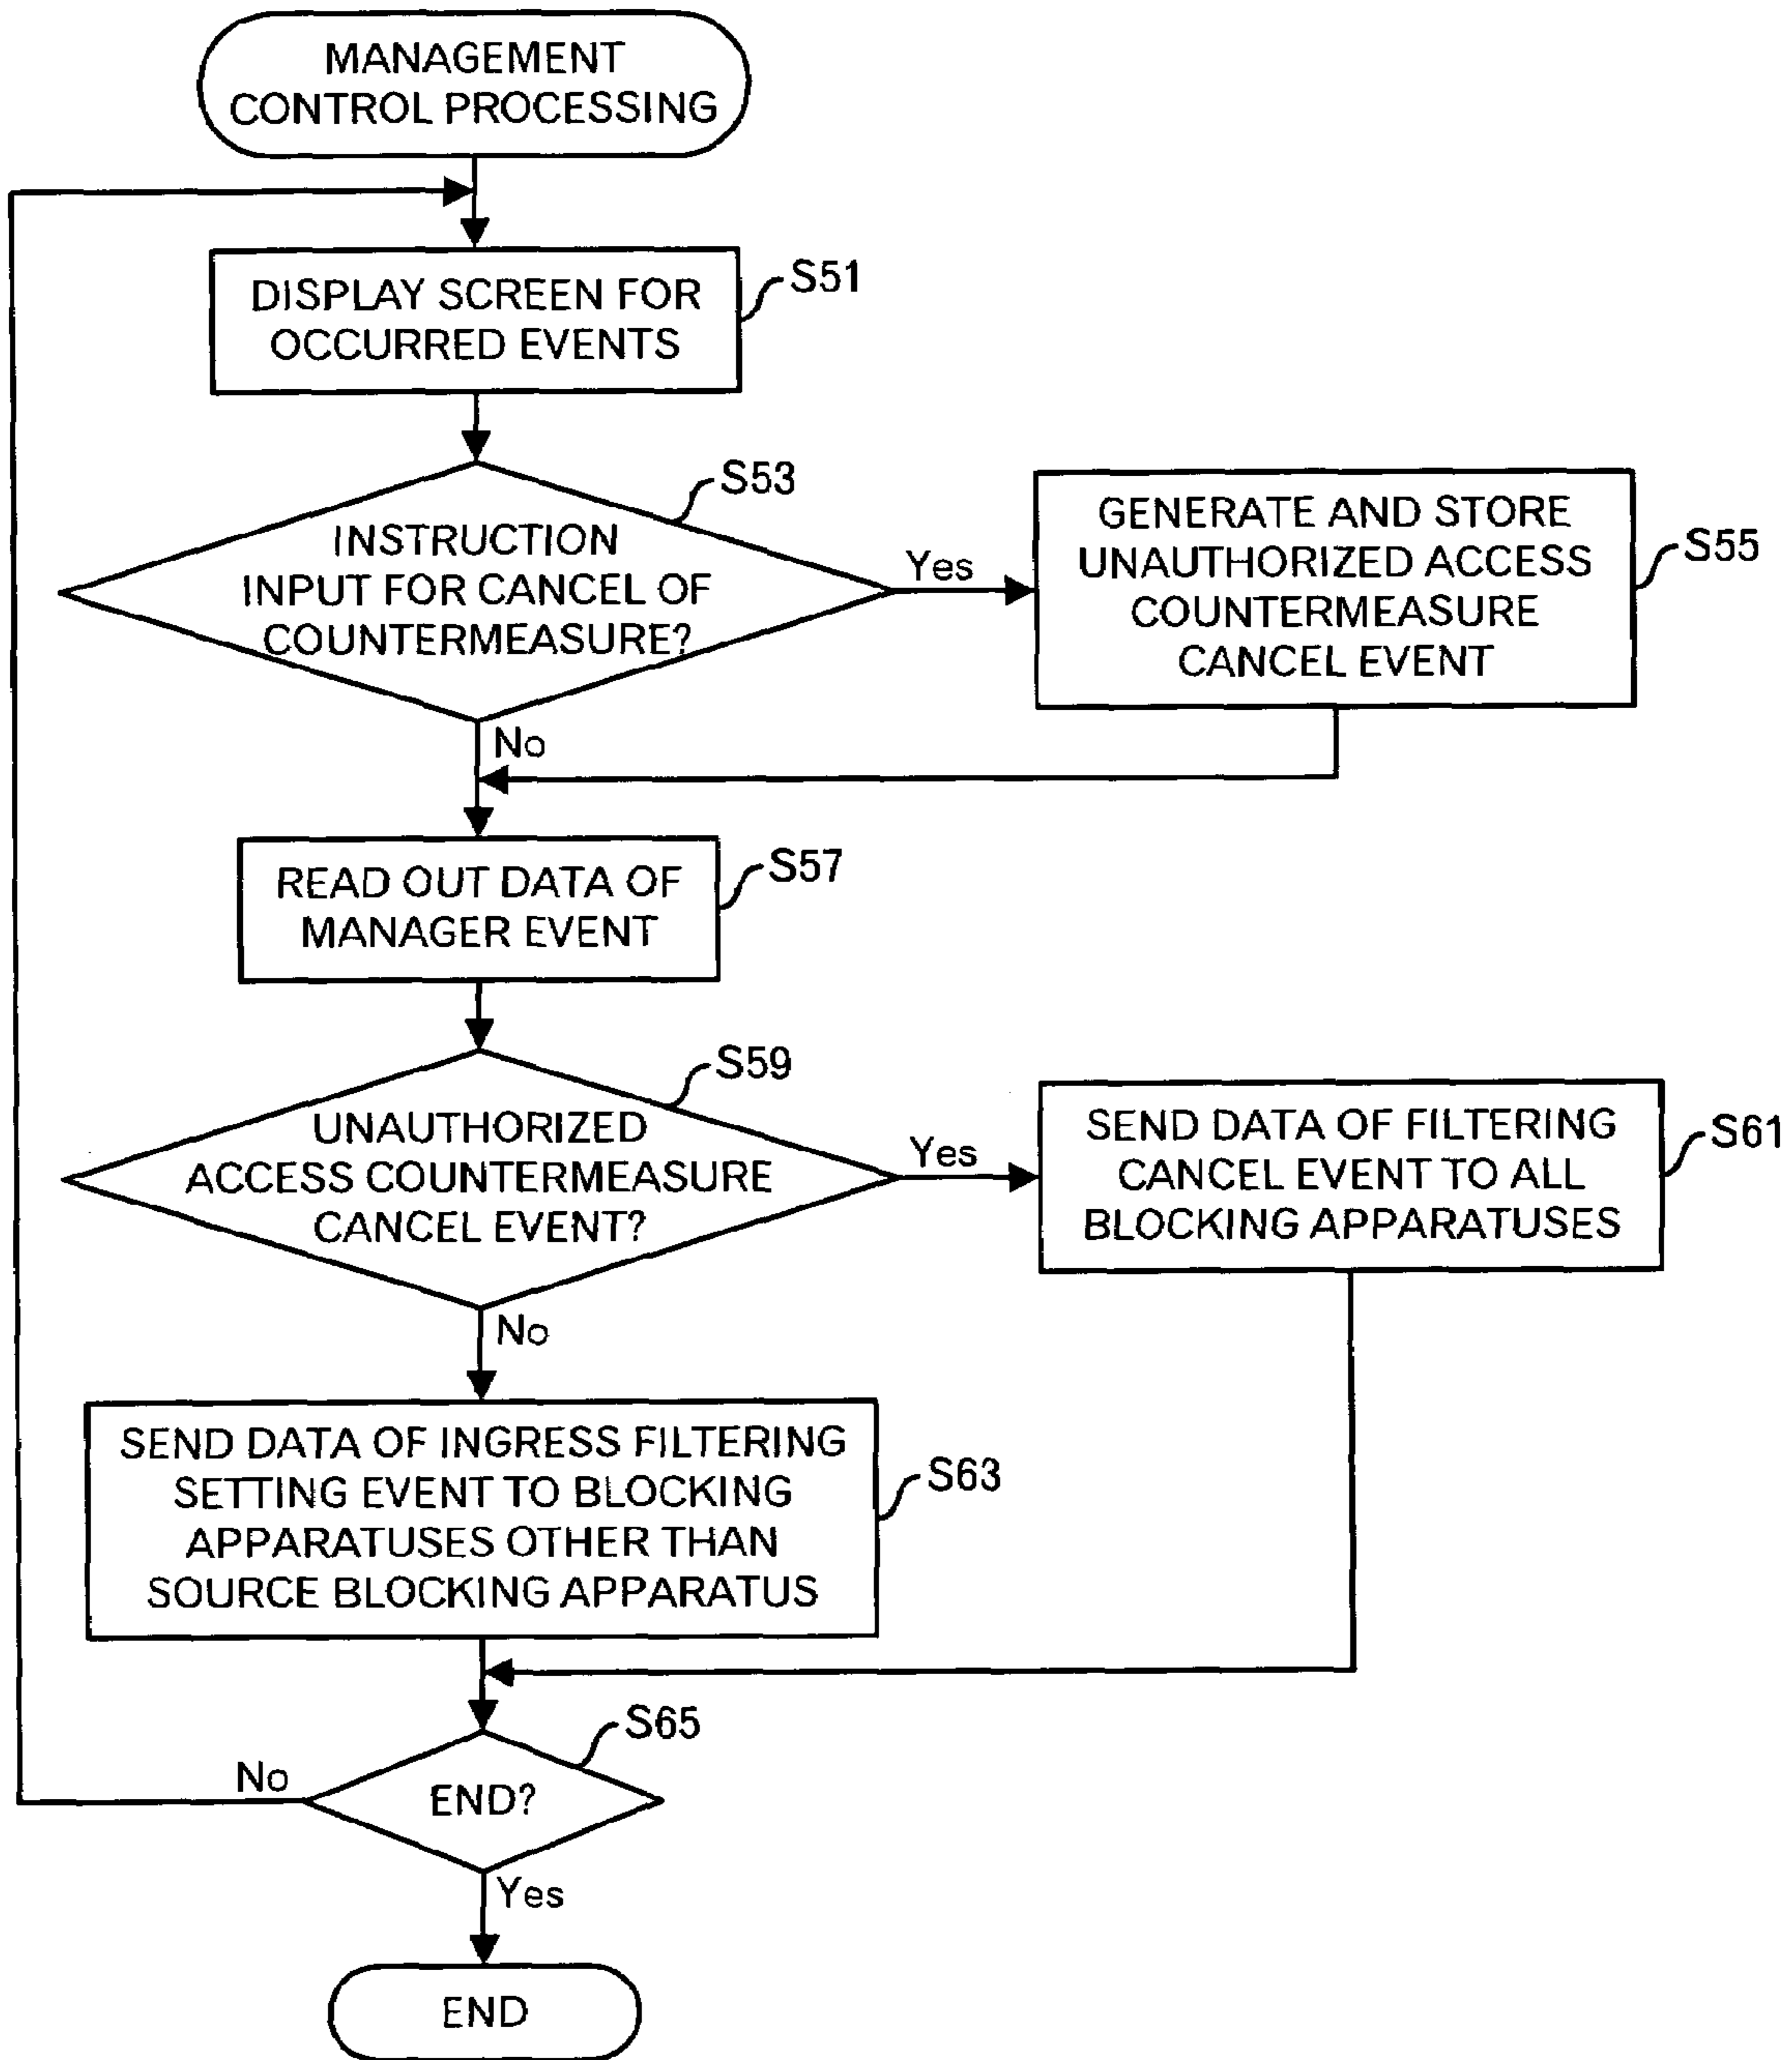 MANAGEMENT
CONTROL PROCESSING
DISPLAY SCREEN FOR
OCCURRED EVENTS
S51
INSTRUCTION
INPUT FOR CANCEL OF
COUNTERMEASURE?
S53
Yes
GENERATE AND STORE
UNAUTHORIZED ACCESS
COUNTERMEASURE
CANCEL EVENT
S55
No
READ OUT DATA OF
MANAGER EVENT
S57
UNAUTHORIZED
ACCESS COUNTERMEASURE
CANCEL EVENT?
S59
Yes
SEND DATA OF FILTERING
CANCEL EVENT TO ALL
BLOCKING APPARATUSES
S61
No
SEND DATA OF INGRESS FILTERING
SETTING EVENT TO BLOCKING
APPARATUSES OTHER THAN
SOURCE BLOCKING APPARATUS
S63
END?
S65
No
Yes
END